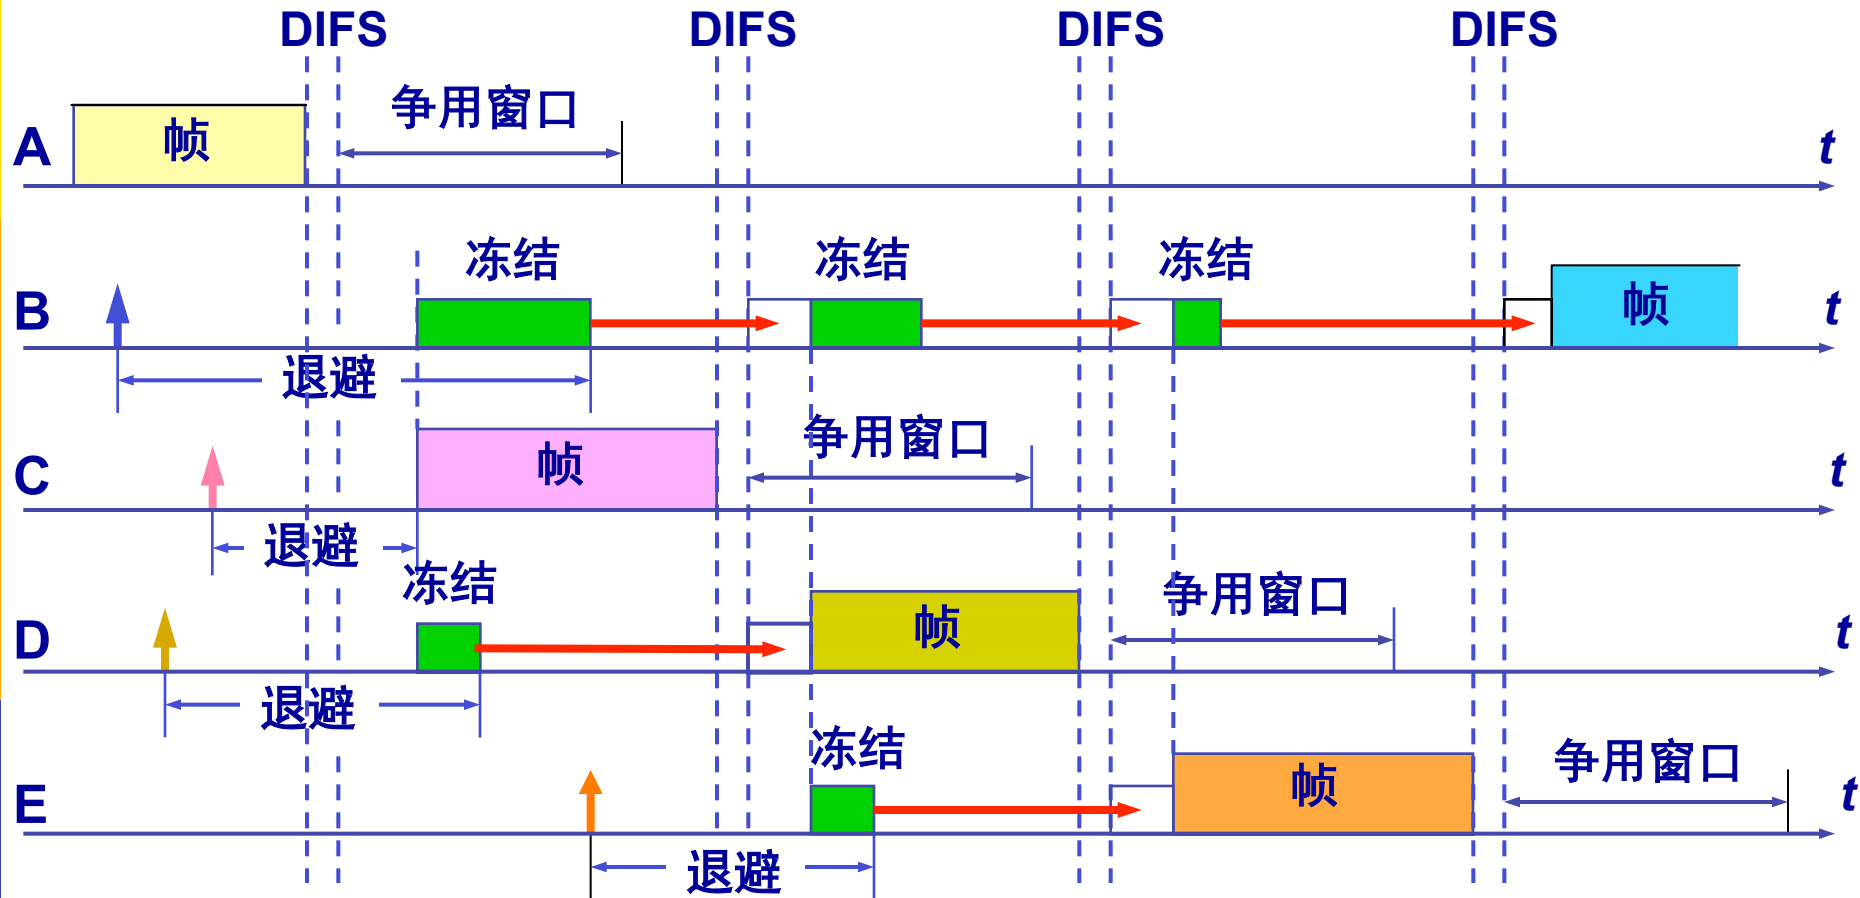 DIFS DIFS DIFS DIFS
争用窗口
A 帧 t
冻结 冻结 冻结
B 帧 t
退避
争用窗口
C 帧 t
退避
冻结
争用窗口
D 帧 t
退避
冻结
争用窗口
E 帧 t
退避